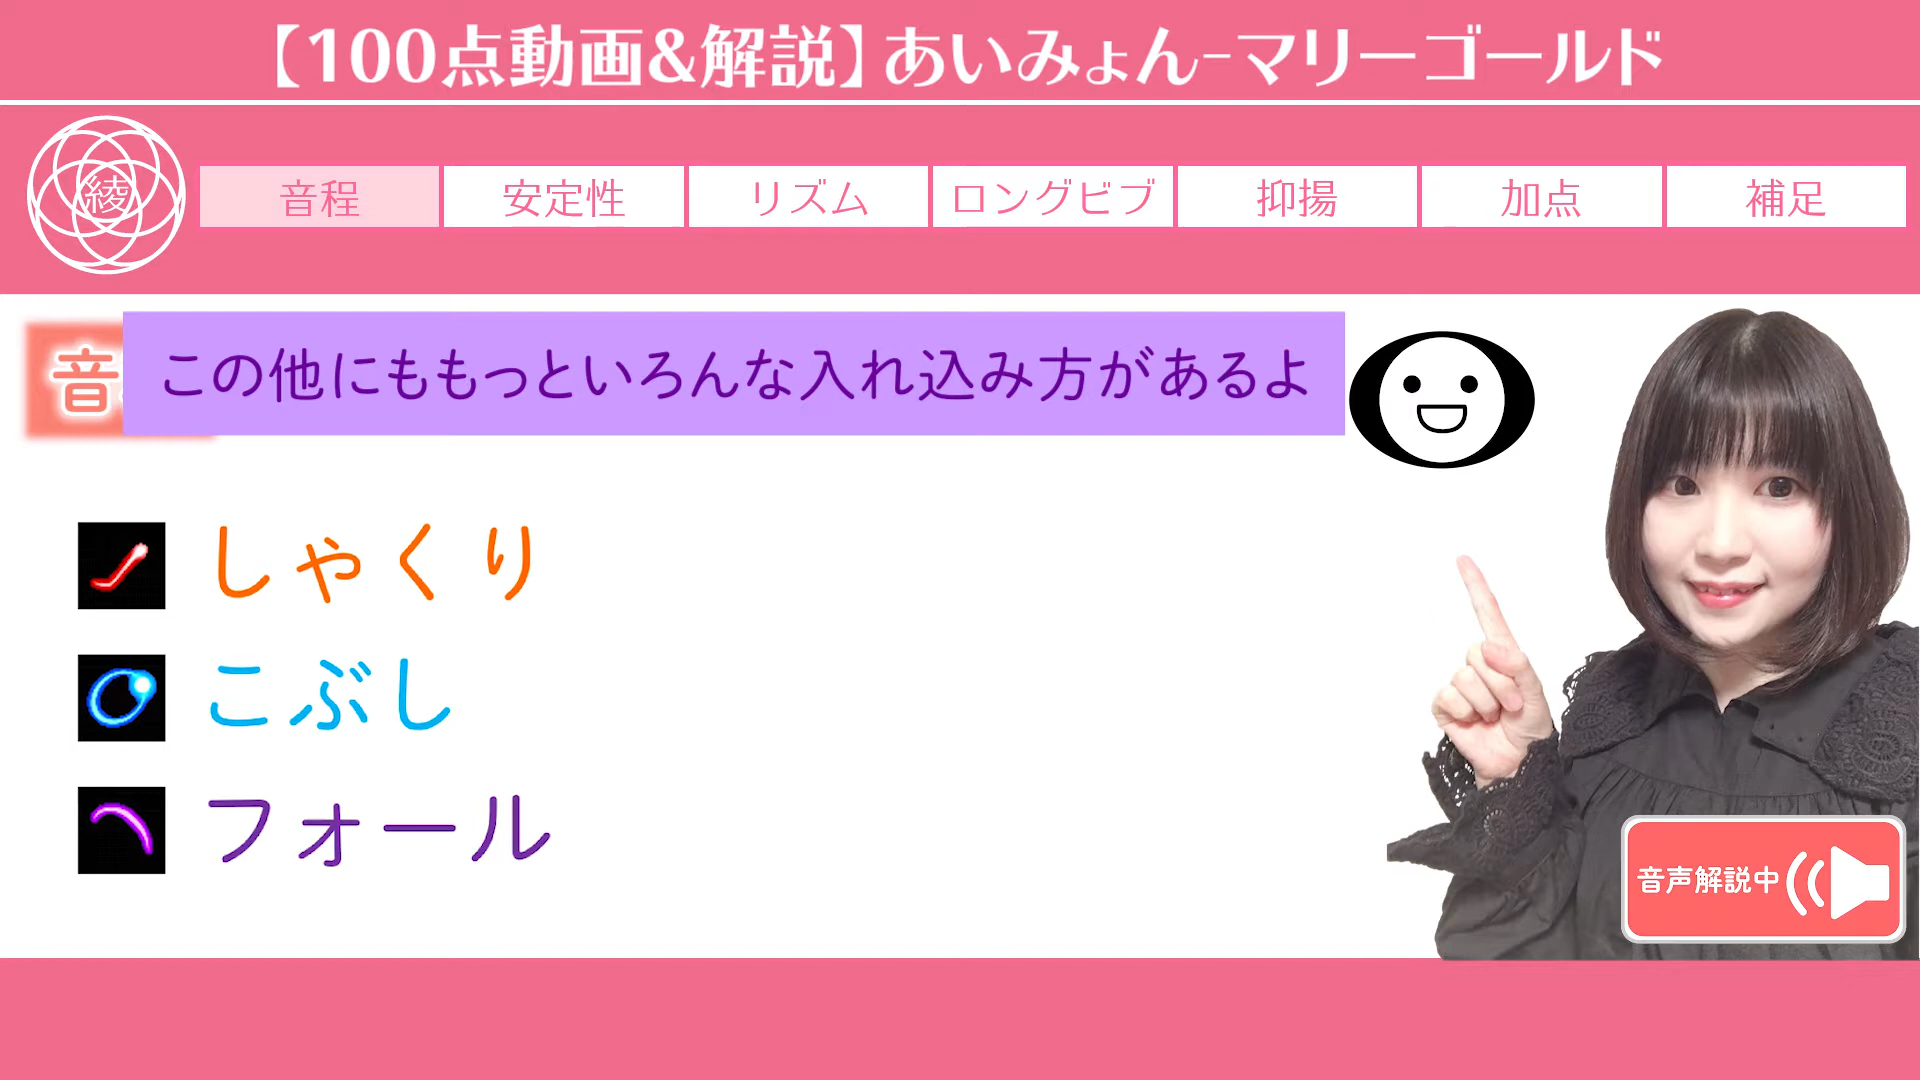 【100点動画&解説】あいみょん-マリーゴールド
綾
音程 安定性 リズム ロングビブ 抑揚 加点 補足
音
この他にももっといろんな入れ込み方があるよ
しゃくり
こぶし
フォール
音声解説中